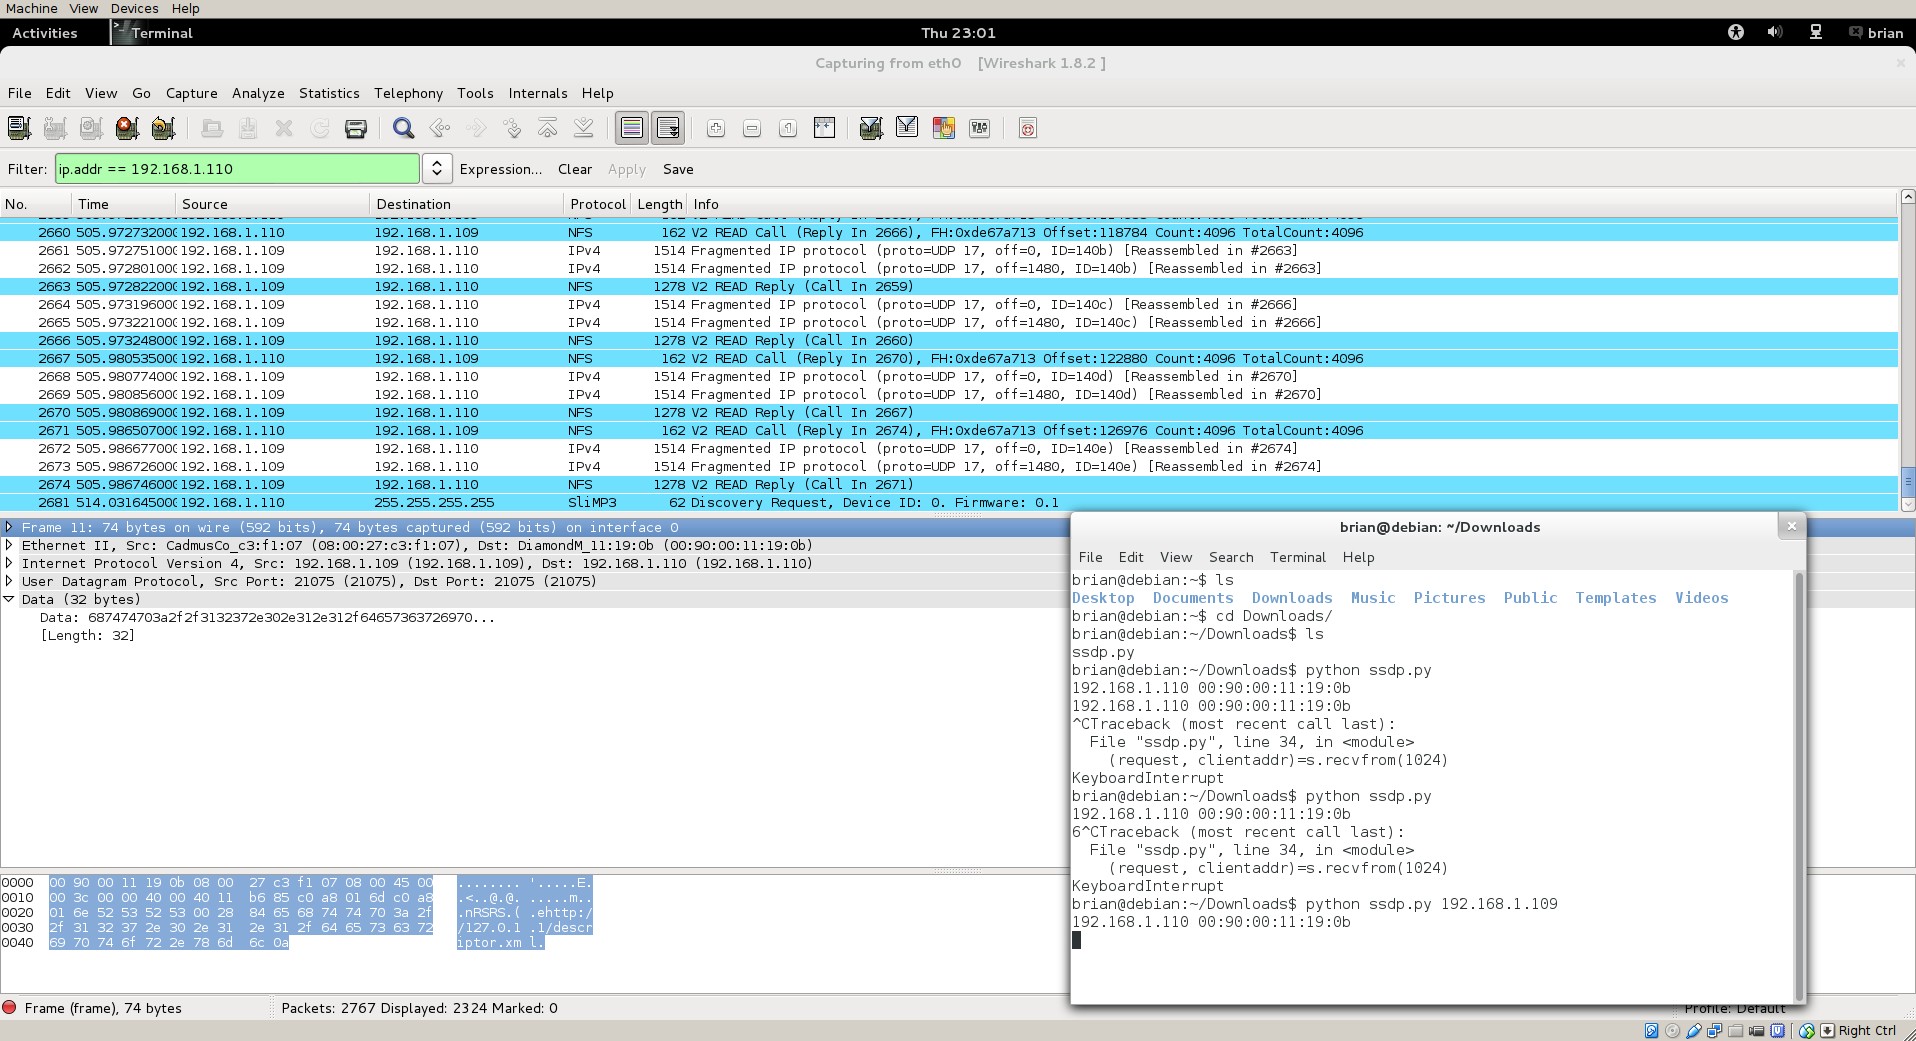 Machine View Devices Help
Activities Terminal Thu 23:01 brian
Capturing from eth0 [Wireshark 1.8.2 ]
File Edit View Go Capture Analyze Statistics Telephony Tools Internals Help
Filter: ip.addr == 192.168.1.110 Expression... Clear Apply Save
No. Time Source Destination Protocol Length Info
2660 505.972732000 192.168.1.110 192.168.1.109 NFS 162 V2 READ Call (Reply In 2666), FH:0xde67a713 Offset:118784 Count:4096 TotalCount:4096
2661 505.972751000 192.168.1.109 192.168.1.110 IPv4 1514 Fragmented IP protocol (proto=UDP 17, off=0, ID=140b) [Reassembled in #2663]
2662 505.972801000 192.168.1.109 192.168.1.110 IPv4 1514 Fragmented IP protocol (proto=UDP 17, off=1480, ID=140b) [Reassembled in #2663]
2663 505.972822000 192.168.1.109 192.168.1.110 NFS 1278 V2 READ Reply (Call In 2659)
2664 505.973196000 192.168.1.109 192.168.1.110 IPv4 1514 Fragmented IP protocol (proto=UDP 17, off=0, ID=140c) [Reassembled in #2666]
2665 505.973221000 192.168.1.109 192.168.1.110 IPv4 1514 Fragmented IP protocol (proto=UDP 17, off=1480, ID=140c) [Reassembled in #2666]
2666 505.973248000 192.168.1.109 192.168.1.110 NFS 1278 V2 READ Reply (Call In 2660)
2667 505.980535000 192.168.1.110 192.168.1.109 NFS 162 V2 READ Call (Reply In 2670), FH:0xde67a713 Offset:122880 Count:4096 TotalCount:4096
2668 505.980774000 192.168.1.109 192.168.1.110 IPv4 1514 Fragmented IP protocol (proto=UDP 17, off=0, ID=140d) [Reassembled in #2670]
2669 505.980856000 192.168.1.109 192.168.1.110 IPv4 1514 Fragmented IP protocol (proto=UDP 17, off=1480, ID=140d) [Reassembled in #2670]
2670 505.980869000 192.168.1.109 192.168.1.110 NFS 1278 V2 READ Reply (Call In 2667)
2671 505.986507000 192.168.1.110 192.168.1.109 NFS 162 V2 READ Call (Reply In 2674), FH:0xde67a713 Offset:126976 Count:4096 TotalCount:4096
2672 505.986677000 192.168.1.109 192.168.1.110 IPv4 1514 Fragmented IP protocol (proto=UDP 17, off=0, ID=140e) [Reassembled in #2674]
2673 505.986726000 192.168.1.109 192.168.1.110 IPv4 1514 Fragmented IP protocol (proto=UDP 17, off=1480, ID=140e) [Reassembled in #2674]
2674 505.986746000 192.168.1.109 192.168.1.110 NFS 1278 V2 READ Reply (Call In 2671)
2681 514.031645000 192.168.1.110 255.255.255.255 SliMP3 62 Discovery Request, Device ID: 0. Firmware: 0.1
Frame 11: 74 bytes on wire (592 bits), 74 bytes captured (592 bits) on interface 0
Ethernet II, Src: CadmusCo_c3:f1:07 (08:00:27:c3:f1:07), Dst: DiamondM_11:19:0b (00:90:00:11:19:0b)
Internet Protocol Version 4, Src: 192.168.1.109 (192.168.1.109), Dst: 192.168.1.110 (192.168.1.110)
User Datagram Protocol, Src Port: 21075 (21075), Dst Port: 21075 (21075)
Data (32 bytes)
Data: 687474703a2f2f3132372e302e312e312f64657363726970...
[Length: 32]
0000 00 90 00 11 19 0b 08 00 27 c3 f1 07 08 00 45 00 ........ '.....E.
0010 00 3c 00 00 40 00 40 11 b6 85 c0 a8 01 6d c0 a8 .<..@.@. .....m..
0020 01 6e 52 53 52 53 00 28 84 65 68 74 74 70 3a 2f .nRSRS.( .ehttp:/
0030 2f 31 32 37 2e 30 2e 31 2e 31 2f 64 65 73 63 72 /127.0.1 .1/descr
0040 69 70 74 6f 72 2e 78 6d 6c 0a iptor.xm l.
Frame (frame), 74 bytes Packets: 2767 Displayed: 2324 Marked: 0 Profile: Default
brian@debian: ~/Downloads
File Edit View Search Terminal Help
brian@debian:~$ ls
Desktop Documents Downloads Music Pictures Public Templates Videos
brian@debian:~$ cd Downloads/
brian@debian:~/Downloads$ ls
ssdp.py
brian@debian:~/Downloads$ python ssdp.py
192.168.1.110 00:90:00:11:19:0b
192.168.1.110 00:90:00:11:19:0b
^CTraceback (most recent call last):
File "ssdp.py", line 34, in <module>
(request, clientaddr)=s.recvfrom(1024)
KeyboardInterrupt
brian@debian:~/Downloads$ python ssdp.py
192.168.1.110 00:90:00:11:19:0b
6^CTraceback (most recent call last):
File "ssdp.py", line 34, in <module>
(request, clientaddr)=s.recvfrom(1024)
KeyboardInterrupt
brian@debian:~/Downloads$ python ssdp.py 192.168.1.109
192.168.1.110 00:90:00:11:19:0b
Right Ctrl